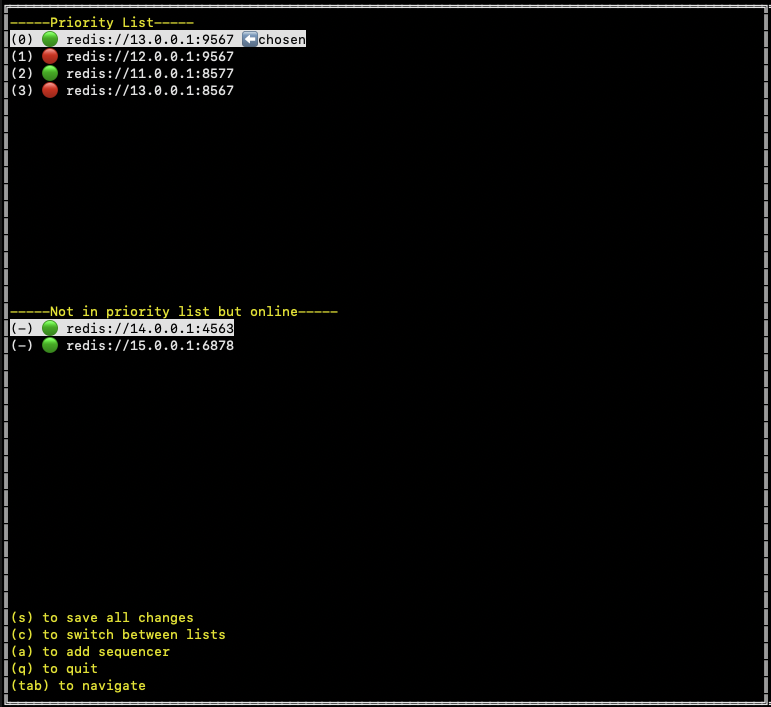 -----Priority List-----
(0) 🟢 redis://13.0.0.1:9567 ⬅️chosen
(1) 🔴 redis://12.0.0.1:9567
(2) 🟢 redis://11.0.0.1:8577
(3) 🔴 redis://13.0.0.1:8567
-----Not in priority list but online-----
(-) 🟢 redis://14.0.0.1:4563
(-) 🟢 redis://15.0.0.1:6878
(s) to save all changes
(c) to switch between lists
(a) to add sequencer
(q) to quit
(tab) to navigate